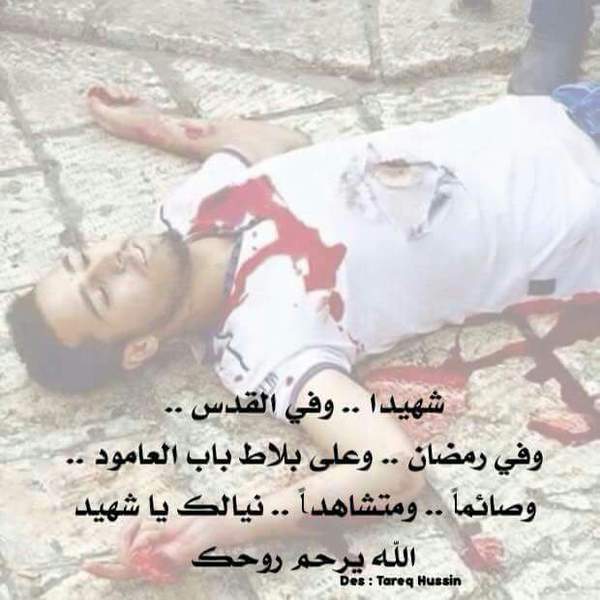 شهيدا .. وفي القدس ..
وفي رمضان .. وعلى بلاط باب العامود ..
وصائماً .. ومتشاهداً .. نيالك يا شهيد
الله يرحم روحك
Des : Tareq Hussin